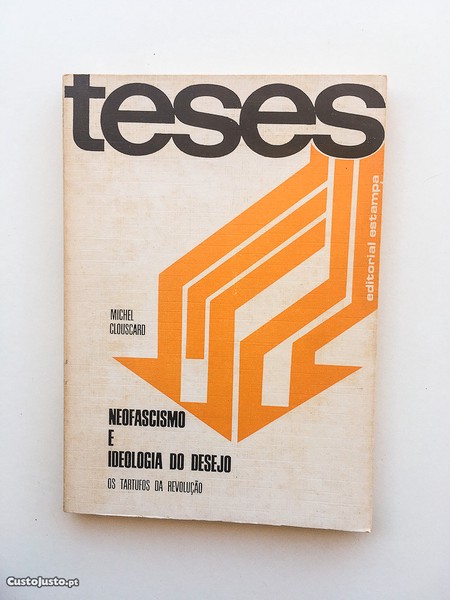 teses
editorial estampa
MICHEL
CLOUSCARD
NEOFASCISMO
E
IDEOLOGIA DO DESEJO
OS TARTUFOS DA REVOLUÇÃO
CustoJusto.pt